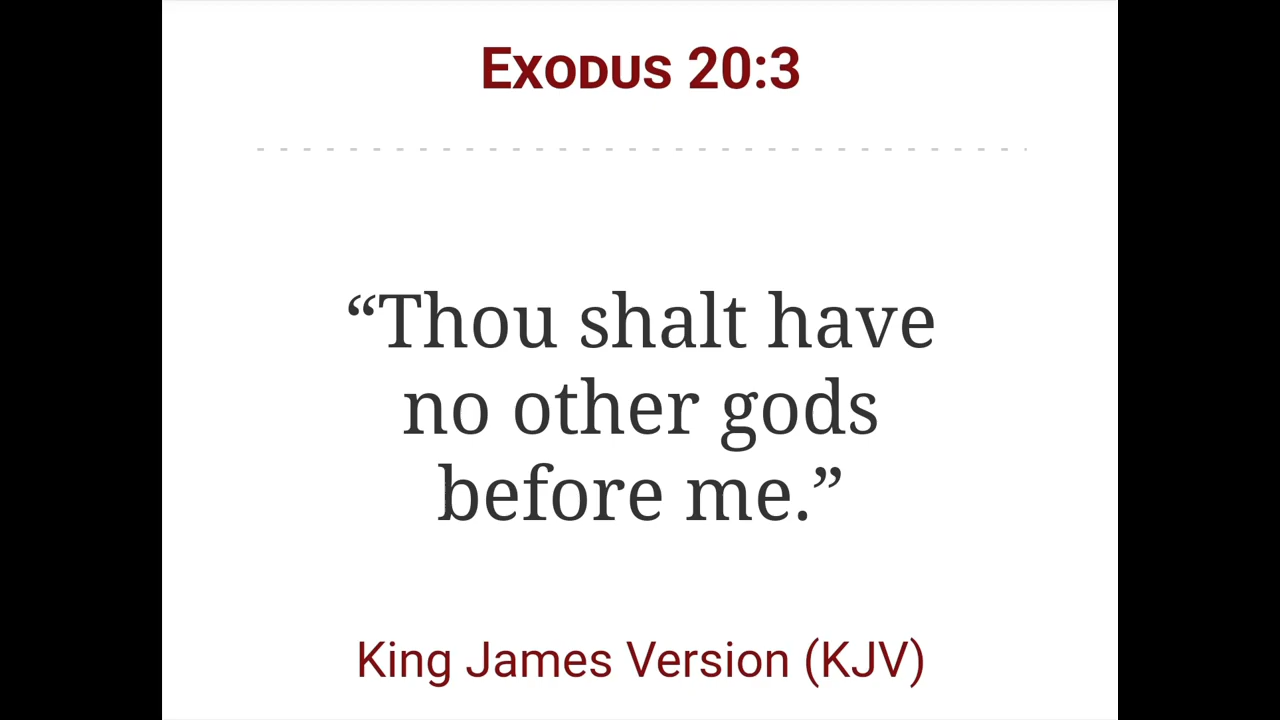 Exodus 20:3
“Thou shalt have
no other gods
before me.”
King James Version (KJV)